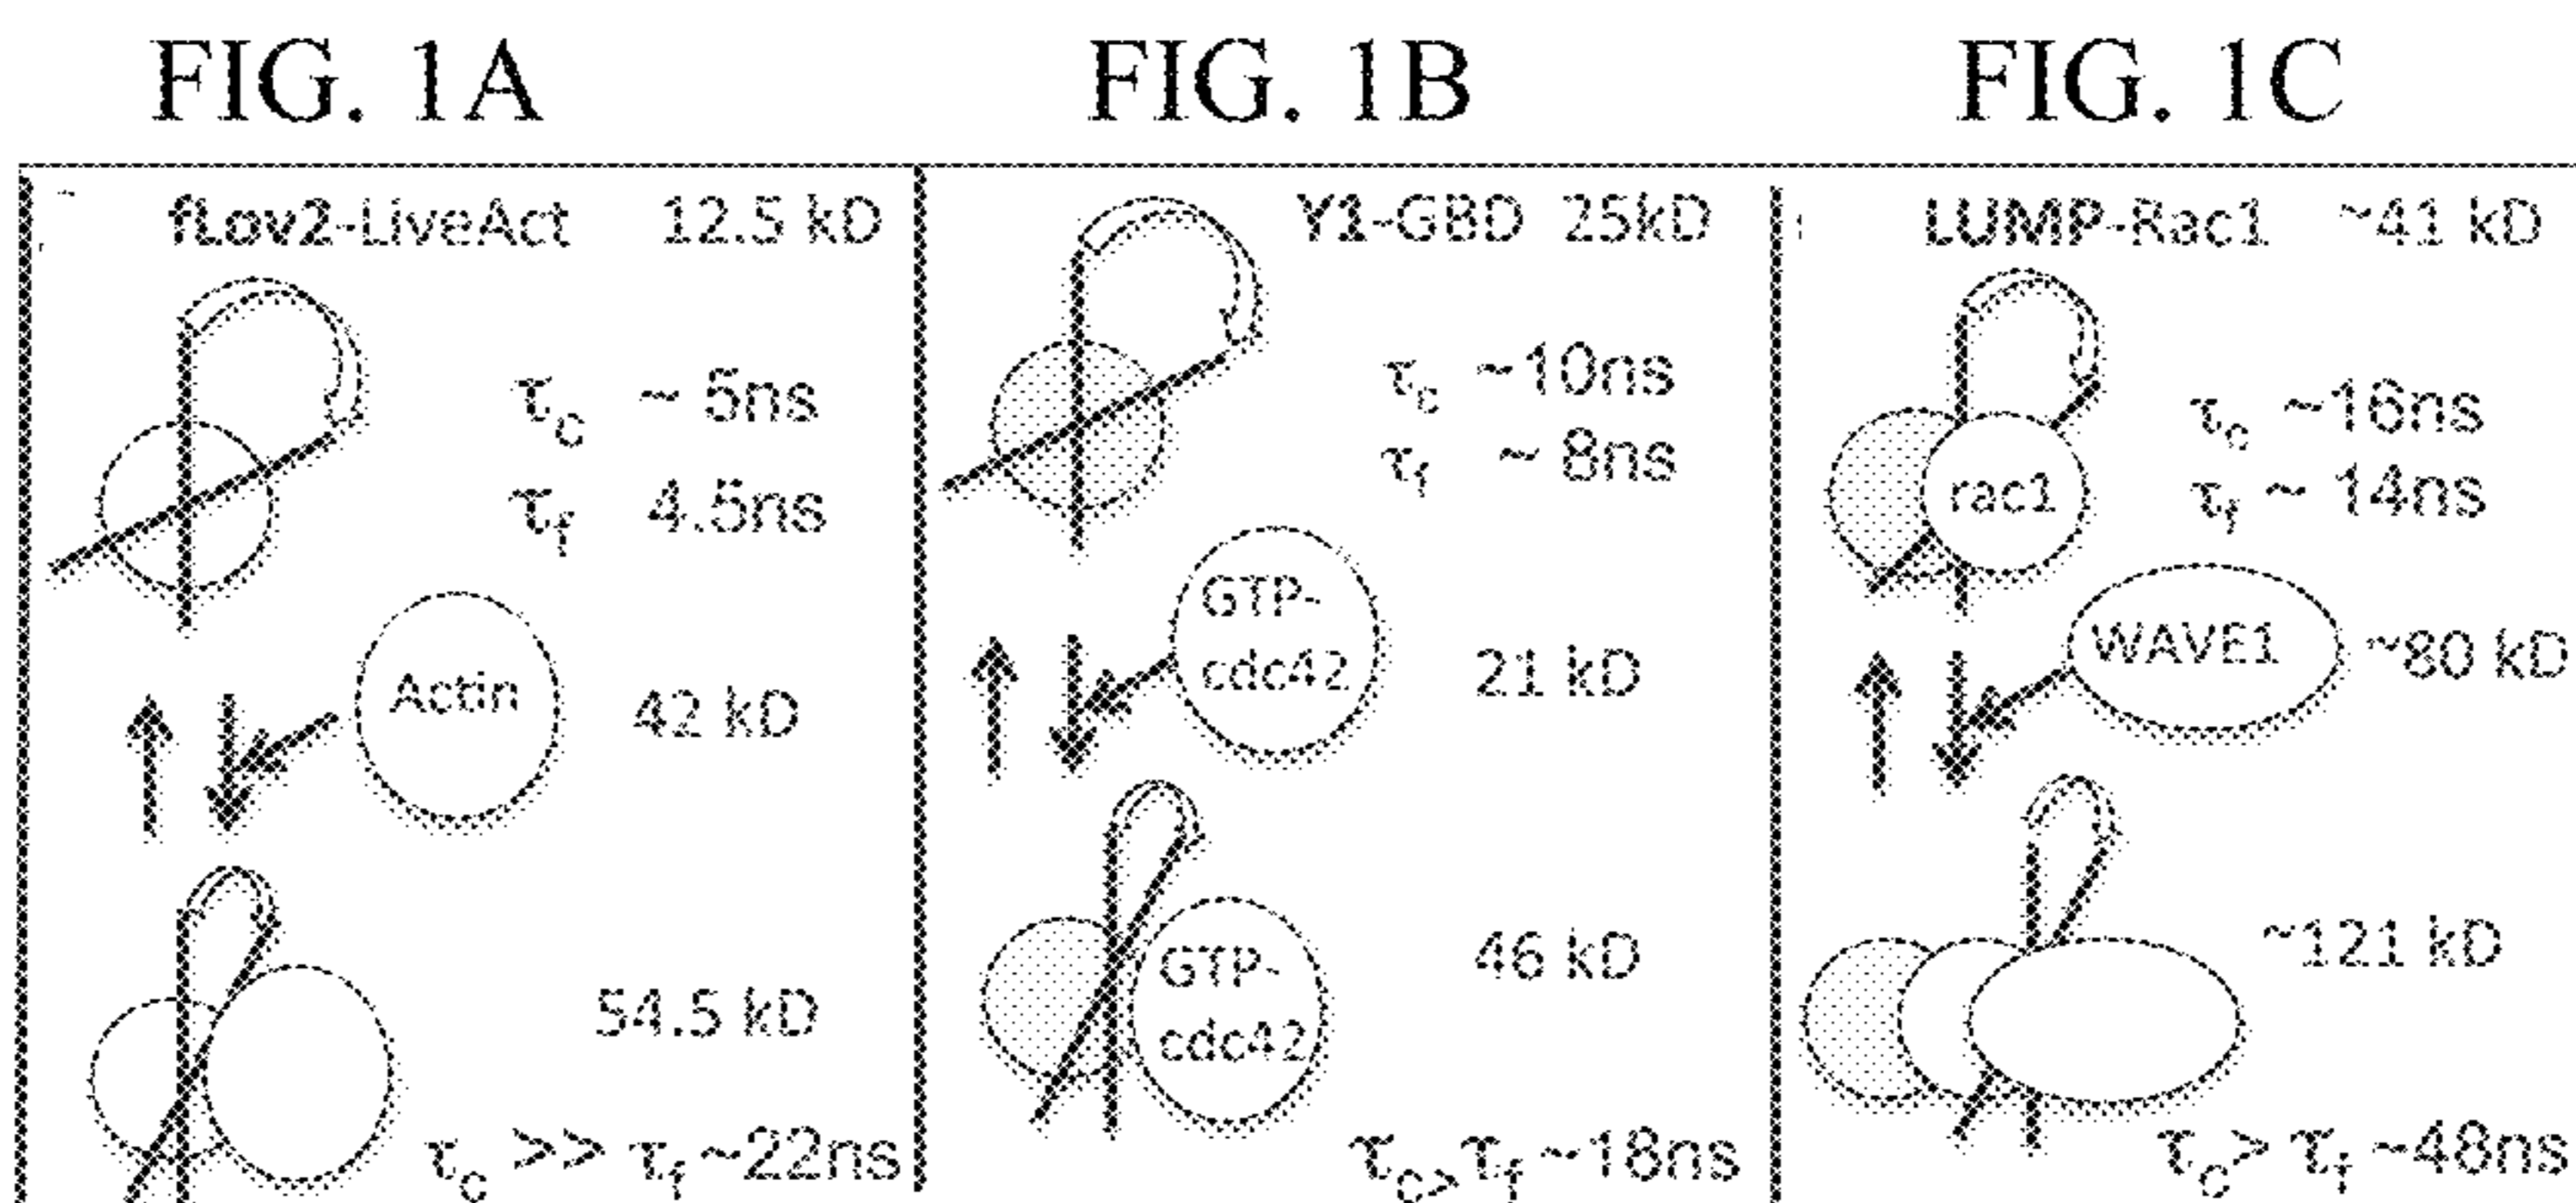 FIG. 1A
fLov2-LiveAct 12.5 kD
τc ~ 5ns
τf 4.5ns
Actin
42 kD
54.5 kD
τc >> τf ~22ns
FIG. 1B
Y1-GBD 25kD
τc ~10ns
τf ~ 8ns
GTP-
cdc42
21 kD
GTP-
cdc42
46 kD
τc> τf ~18ns
FIG. 1C
LUMP-Rac1 ~41 kD
τc ~16ns
τf ~ 14ns
rac1
WAVE1
~80 kD
~121 kD
τc> τf ~48ns